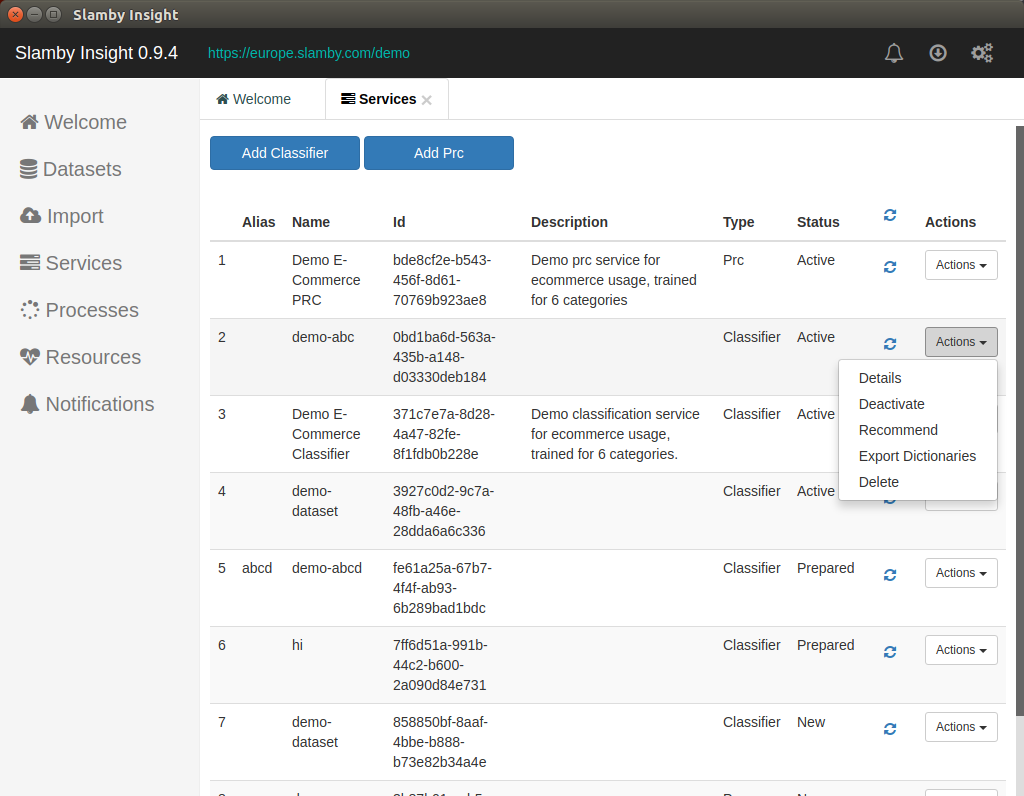 Slamby Insight
Slamby Insight 0.9.4 https://europe.slamby.com/demo
Welcome
Datasets
Import
Services
Processes
Resources
Notifications
Welcome Services
Add Classifier Add Prc
Alias Name Id Description Type Status Actions
1 Demo E- bde8cf2e-b543- Demo prc service for Prc Active Actions
Commerce 456f-8d61- ecommerce usage, trained
PRC 70769b923ae8 for 6 categories
2 demo-abc 0bd1ba6d-563a- Classifier Active Actions
435b-a148-
d03330deb184
Details
Deactivate
Recommend
Export Dictionaries
Delete
3 Demo E- 371c7e7a-8d28- Demo classification service Classifier Active
Commerce 4a47-82fe- for ecommerce usage,
Classifier 8f1fdb0b228e trained for 6 categories.
4 demo- 3927c0d2-9c7a- Classifier Active
dataset 48fb-a46e-
28dda6a6c336
5 abcd demo-abcd fe61a25a-67b7- Classifier Prepared Actions
4f4f-ab93-
6b289bad1bdc
6 hi 7ff6d51a-991b- Classifier Prepared Actions
44c2-b600-
2a090d84e731
7 demo- 858850bf-8aaf- Classifier New Actions
dataset 4bbe-b888-
b73e82b34a4e